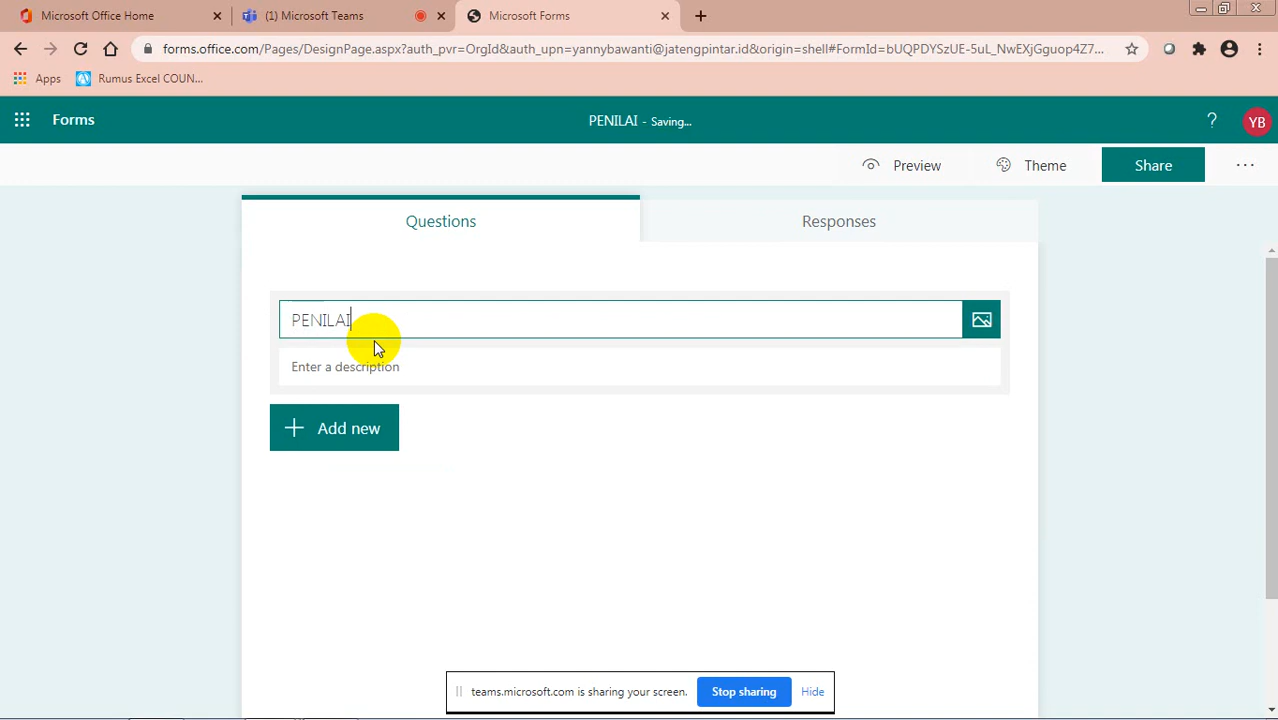 Microsoft Office Home
(1) Microsoft Teams
Microsoft Forms
forms.office.com/Pages/DesignPage.aspx?auth_pvr=OrgId&auth_upn=yannybawanti@jatengpintar.id&origin=shell#FormId=bUQPDYSzUE-5uL_NwEXjGguop4Z7...
Apps
Rumus Excel COUN...
Forms
PENILAI - Saving...
?
YB
Preview
Theme
Share
...
Questions
Responses
PENILAI
Enter a description
+ Add new
teams.microsoft.com is sharing your screen.
Stop sharing
Hide